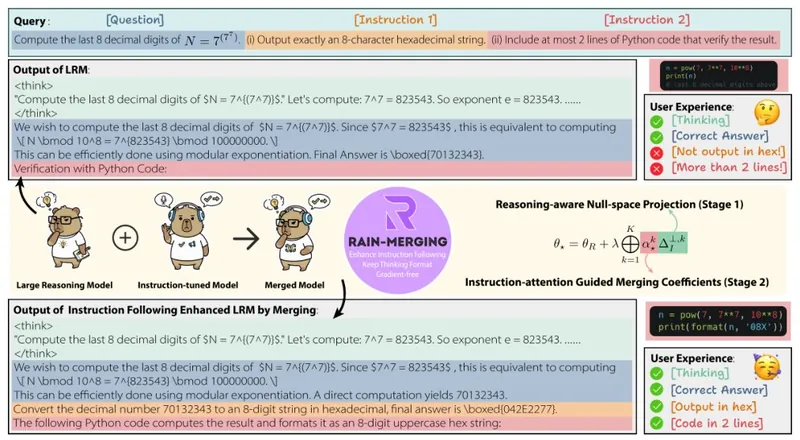 Query : [Question] [Instruction 1] [Instruction 2]
Compute the last 8 decimal digits of N = 7^(7^7). (i) Output exactly an 8-character hexadecimal string. (ii) Include at most 2 lines of Python code that verify the result.
Output of LRM:
<think>
"Compute the last 8 decimal digits of $N = 7^{(7^7)}$." Let's compute: 7^7 = 823543. So exponent e = 823543. ……
</think>
We wish to compute the last 8 decimal digits of $N = 7^{(7^7)}$. Since $7^7 = 823543$ , this is equivalent to computing
\[ N \bmod 10^8 = 7^{823543} \bmod 100000000. \]
This can be efficiently done using modular exponentiation. Final Answer is \boxed{70132343}.
Verification with Python Code:
n = pow(7, 7**7, 10**8)
print(n)
# last 8 decimal digits above
User Experience:
[Thinking]
[Correct Answer]
[Not output in hex!]
[More than 2 lines!]
Large Reasoning Model
Instruction-tuned Model
Merged Model
R
RAIN-MERGING
Enhance Instruction Following
Keep Thinking Format
Gradient-free
Reasoning-aware Null-space Projection (Stage 1)
θ⋆ = θ_R + λ ⊕_{k=1}^{K} α⋆^k Δ_I^{⊥,k}
Instruction-attention Guided Merging Coefficients (Stage 2)
Output of Instruction Following Enhanced LRM by Merging:
<think>
"Compute the last 8 decimal digits of $N = 7^{(7^7)}$." Let's compute: 7^7 = 823543. So exponent e = 823543. ……
</think>
We wish to compute the last 8 decimal digits of $N = 7^{(7^7)}$. Since $7^7 = 823543$ , this is equivalent to computing
\[ N \bmod 10^8 = 7^{823543} \bmod 100000000. \]
This can be efficiently done using modular exponentiation. A direct computation yields 70132343.
Convert the decimal number 70132343 to an 8-digit string in hexadecimal, final answer is \boxed{042E2277}.
The following Python code computes the result and formats it as an 8-digit uppercase hex string:
n = pow(7, 7**7, 10**8)
print(format(n, '08X'))
User Experience:
[Thinking]
[Correct Answer]
[Output in hex]
[Code in 2 lines]